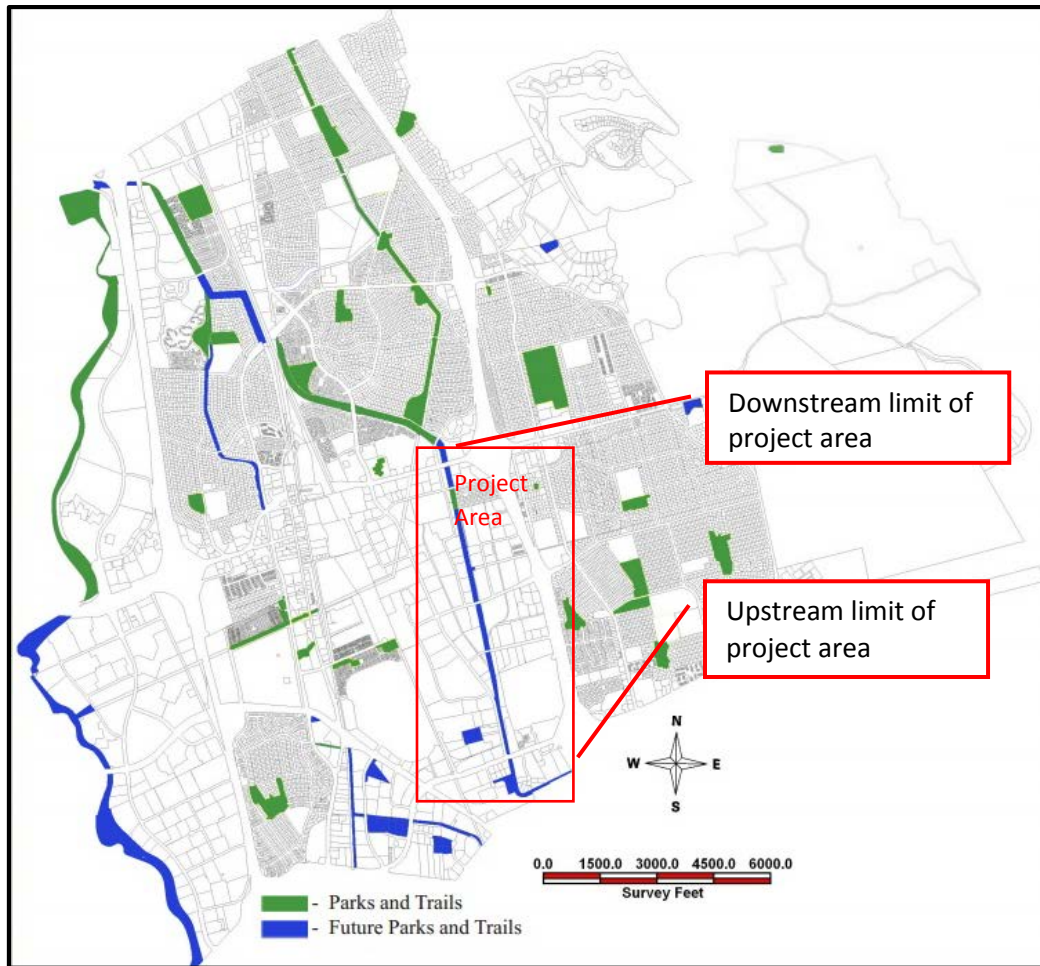 Downstream limit of
project area
Project
Area
Upstream limit of
project area
N
W E
S
0.0 1500.0 3000.0 4500.0 6000.0
Survey Feet
- Parks and Trails
- Future Parks and Trails